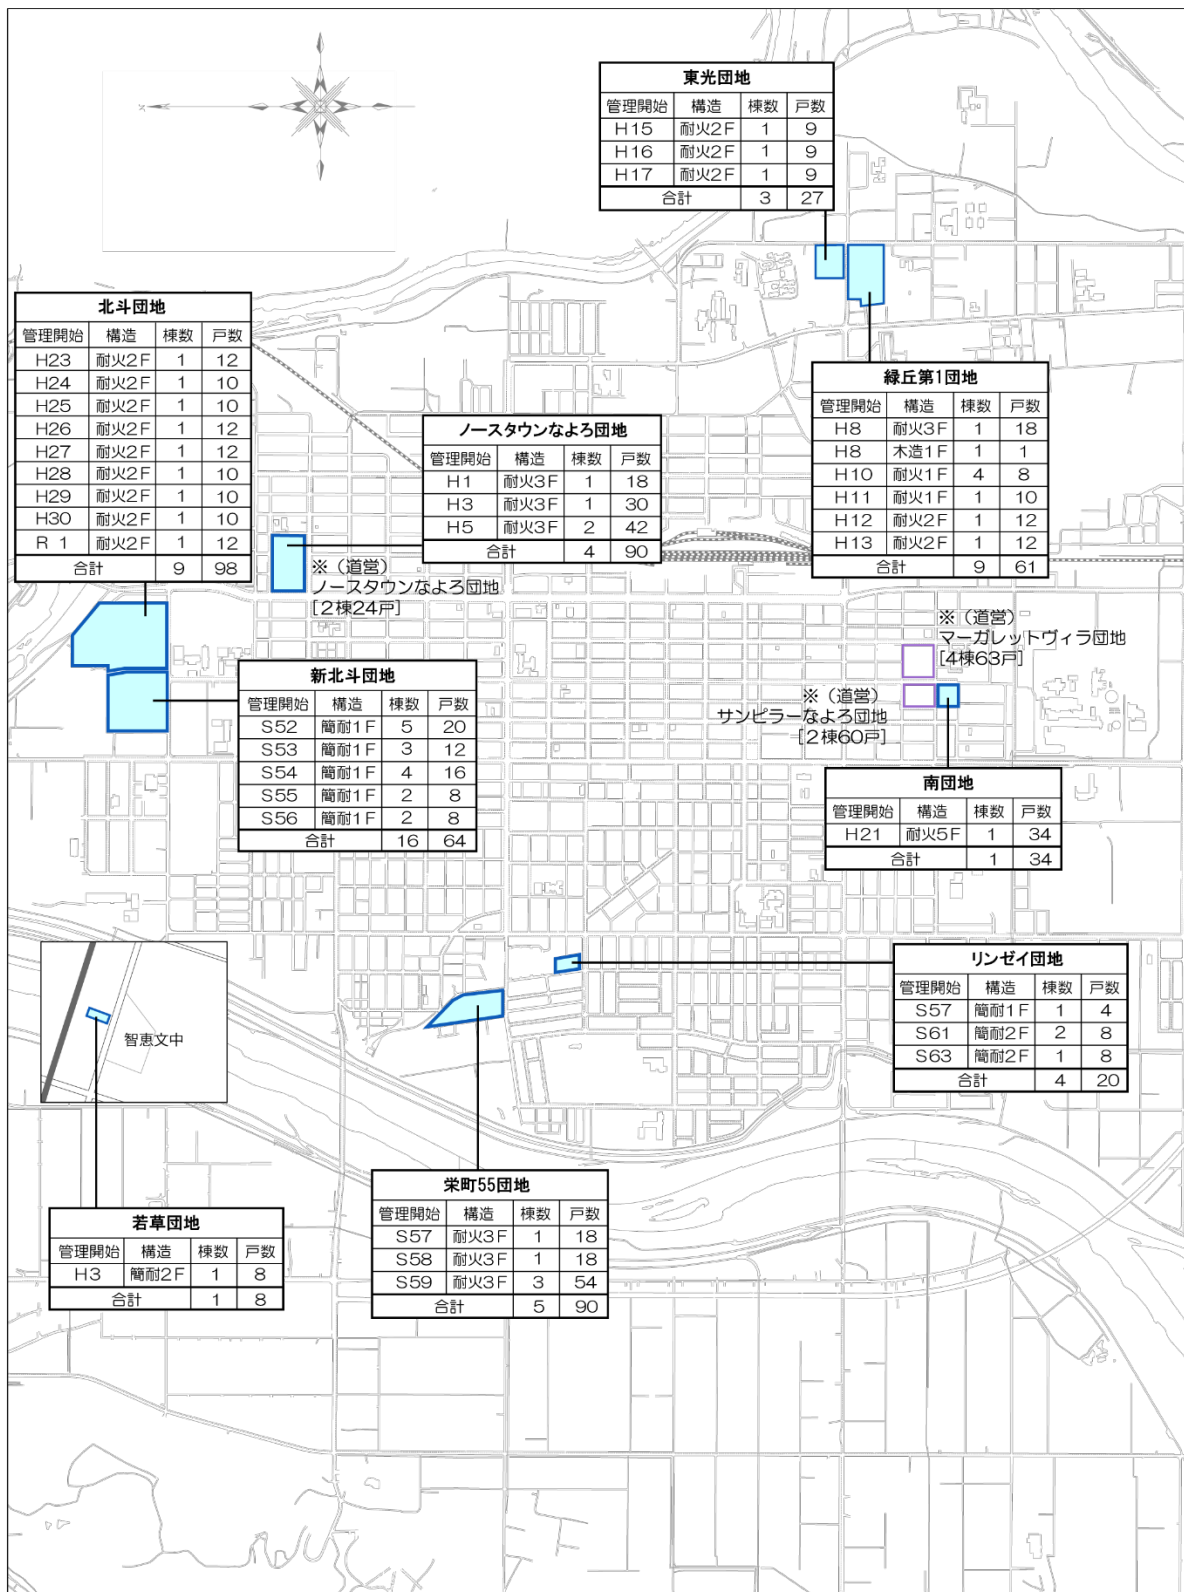 東光団地
管理開始 構造 棟数 戸数
H15 耐火2F 1 9
H16 耐火2F 1 9
H17 耐火2F 1 9
合計 3 27
北斗団地
管理開始 構造 棟数 戸数
H23 耐火2F 1 12
H24 耐火2F 1 10
H25 耐火2F 1 10
H26 耐火2F 1 12
H27 耐火2F 1 12
H28 耐火2F 1 10
H29 耐火2F 1 10
H30 耐火2F 1 10
R 1 耐火2F 1 12
合計 9 98
緑丘第1団地
管理開始 構造 棟数 戸数
H8 耐火3F 1 18
H8 木造1F 1 1
H10 耐火1F 4 8
H11 耐火1F 1 10
H12 耐火2F 1 12
H13 耐火2F 1 12
合計 9 61
ノースタウンなよろ団地
管理開始 構造 棟数 戸数
H1 耐火3F 1 18
H3 耐火3F 1 30
H5 耐火3F 2 42
合計 4 90
※（道営）
ノースタウンなよろ団地
[2棟24戸]
※（道営）
マーガレットヴィラ団地
[4棟63戸]
※（道営）
サンピラーなよろ団地
[2棟60戸]
新北斗団地
管理開始 構造 棟数 戸数
S52 簡耐1F 5 20
S53 簡耐1F 3 12
S54 簡耐1F 4 16
S55 簡耐1F 2 8
S56 簡耐1F 2 8
合計 16 64
南団地
管理開始 構造 棟数 戸数
H21 耐火5F 1 34
合計 1 34
リンゼイ団地
管理開始 構造 棟数 戸数
S57 簡耐1F 1 4
S61 簡耐2F 2 8
S63 簡耐2F 1 8
合計 4 20
智恵文中
栄町55団地
管理開始 構造 棟数 戸数
S57 耐火3F 1 18
S58 耐火3F 1 18
S59 耐火3F 3 54
合計 5 90
若草団地
管理開始 構造 棟数 戸数
H3 簡耐2F 1 8
合計 1 8